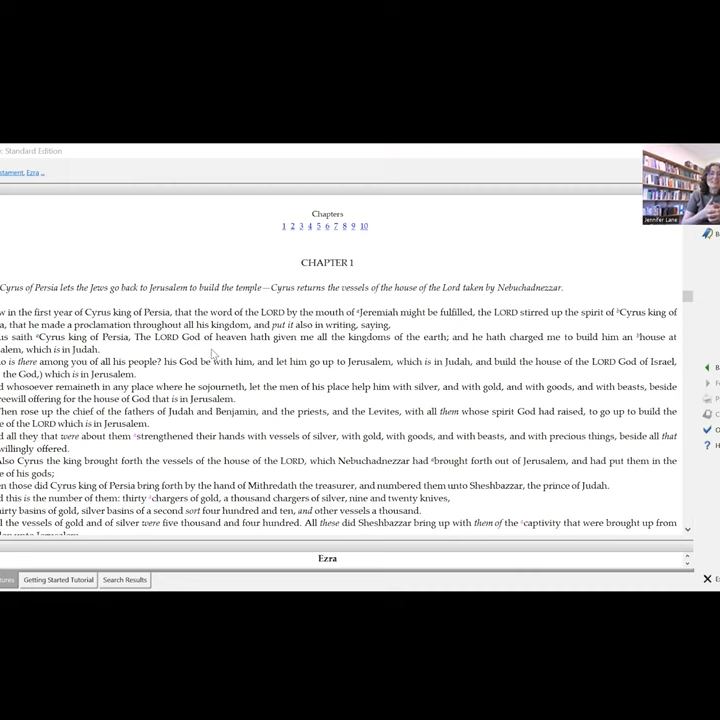 : Standard Edition
stament, Ezra ..
Jennifer Lane
Chapters
1 2 3 4 5 6 7 8 9 10
CHAPTER 1
Cyrus of Persia lets the Jews go back to Jerusalem to build the temple—Cyrus returns the vessels of the house of the Lord taken by Nebuchadnezzar.
w in the first year of Cyrus king of Persia, that the word of the LORD by the mouth of Jeremiah might be fulfilled, the LORD stirred up the spirit of Cyrus king of
a, that he made a proclamation throughout all his kingdom, and put it also in writing, saying,
us saith Cyrus king of Persia, The LORD God of heaven hath given me all the kingdoms of the earth; and he hath charged me to build him an house at
alem, which is in Judah.
o is there among you of all his people? his God be with him, and let him go up to Jerusalem, which is in Judah, and build the house of the LORD God of Israel,
the God,) which is in Jerusalem.
d whosoever remaineth in any place where he sojourneth, let the men of his place help him with silver, and with gold, and with goods, and with beasts, beside
reewill offering for the house of God that is in Jerusalem.
hen rose up the chief of the fathers of Judah and Benjamin, and the priests, and the Levites, with all them whose spirit God had raised, to go up to build the
e of the LORD which is in Jerusalem.
d all they that were about them strengthened their hands with vessels of silver, with gold, with goods, and with beasts, and with precious things, beside all that
willingly offered.
Also Cyrus the king brought forth the vessels of the house of the LORD, which Nebuchadnezzar had brought forth out of Jerusalem, and had put them in the
e of his gods;
en those did Cyrus king of Persia bring forth by the hand of Mithredath the treasurer, and numbered them unto Sheshbazzar, the prince of Judah.
d this is the number of them: thirty chargers of gold, a thousand chargers of silver, nine and twenty knives,
hirty basins of gold, silver basins of a second sort four hundred and ten, and other vessels a thousand.
l the vessels of gold and of silver were five thousand and four hundred. All these did Sheshbazzar bring up with them of the captivity that were brought up from
Ezra
tures Getting Started Tutorial Search Results